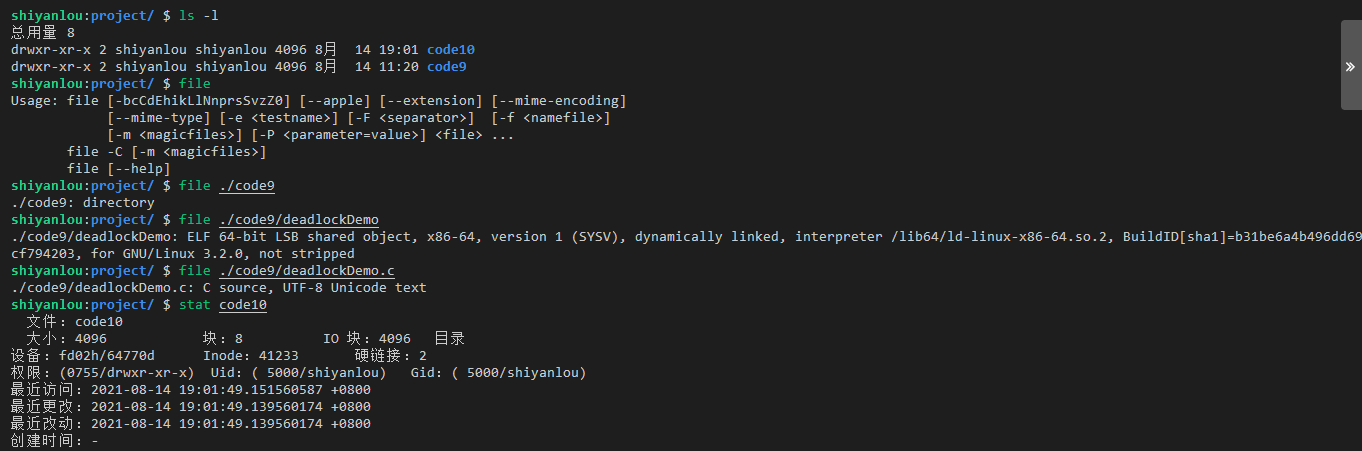 shiyanlou:project/ $ ls -l
总用量 8
drwxr-xr-x 2 shiyanlou shiyanlou 4096 8月  14 19:01 code10
drwxr-xr-x 2 shiyanlou shiyanlou 4096 8月  14 11:20 code9
shiyanlou:project/ $ file
Usage: file [-bcCdEhikLlNnprsSvzZ0] [--apple] [--extension] [--mime-encoding]
            [--mime-type] [-e <testname>] [-F <separator>]  [-f <namefile>]
            [-m <magicfiles>] [-P <parameter=value>] <file> ...
       file -C [-m <magicfiles>]
       file [--help]
shiyanlou:project/ $ file ./code9
./code9: directory
shiyanlou:project/ $ file ./code9/deadlockDemo
./code9/deadlockDemo: ELF 64-bit LSB shared object, x86-64, version 1 (SYSV), dynamically linked, interpreter /lib64/ld-linux-x86-64.so.2, BuildID[sha1]=b31be6a4b496dd69
cf794203, for GNU/Linux 3.2.0, not stripped
shiyanlou:project/ $ file ./code9/deadlockDemo.c
./code9/deadlockDemo.c: C source, UTF-8 Unicode text
shiyanlou:project/ $ stat code10
  文件：code10
  大小：4096            块：8          IO 块：4096   目录
设备：fd02h/64770d      Inode：41233       硬链接：2
权限：(0755/drwxr-xr-x)  Uid：( 5000/shiyanlou)   Gid：( 5000/shiyanlou)
最近访问：2021-08-14 19:01:49.151560587 +0800
最近更改：2021-08-14 19:01:49.139560174 +0800
最近改动：2021-08-14 19:01:49.139560174 +0800
创建时间：-